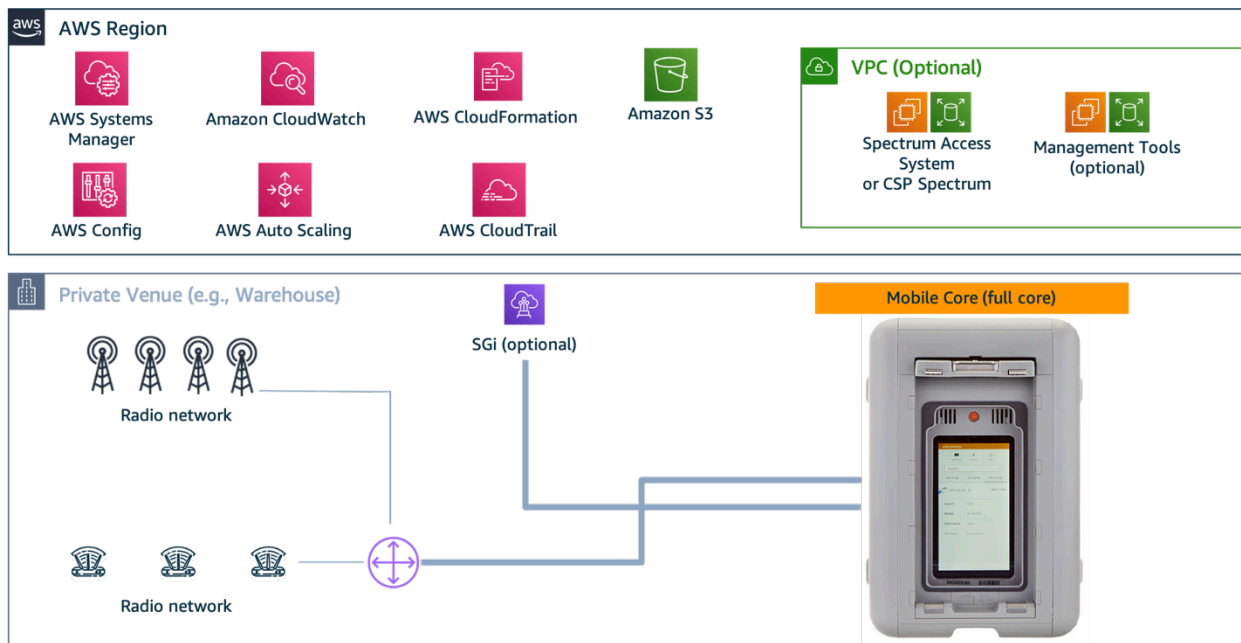 aws
AWS Region
AWS Systems
Manager
Amazon CloudWatch
AWS CloudFormation
Amazon S3
AWS Config
AWS Auto Scaling
AWS CloudTrail
VPC (Optional)
Spectrum Access
System
or CSP Spectrum
Management Tools
(optional)
Private Venue (e.g., Warehouse)
Radio network
SGi (optional)
Mobile Core (full core)
Radio network